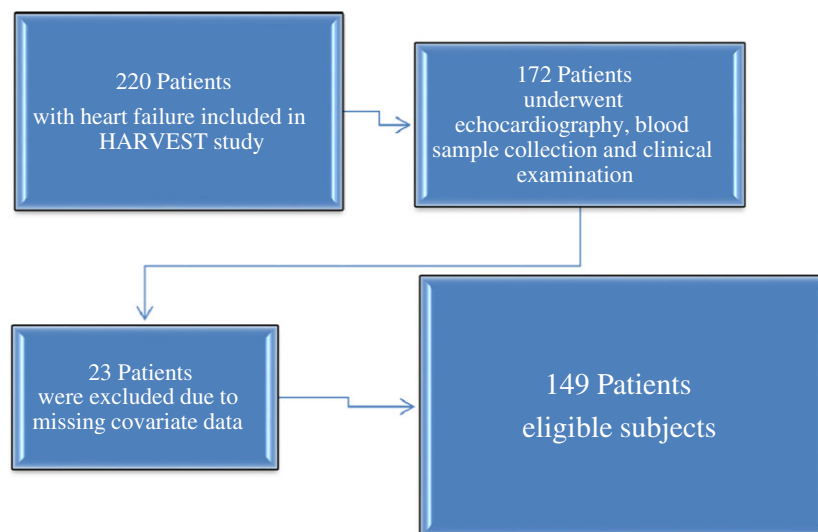 220 Patients
with heart failure included in
HARVEST study
172 Patients
underwent
echocardiography, blood
sample collection and clinical
examination
23 Patients
were excluded due to
missing covariate data
149 Patients
eligible subjects